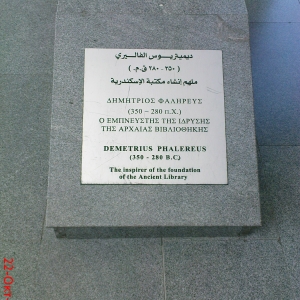 ديميتريوس الفاليري
( ٣٥٠ - ٢٨٠ ق.م. )
ملهم إنشاء مكتبة الإسكندرية
ΔΗΜΗΤΡΙΟΣ ΦΑΛΗΡΕΥΣ
(350 – 280 π.Χ.)
Ο ΕΜΠΝΕΥΣΤΗΣ ΤΗΣ ΙΔΡΥΣΗΣ
ΤΗΣ ΑΡΧΑΙΑΣ ΒΙΒΛΙΟΘΗΚΗΣ
DEMETRIUS PHALEREUS
(350 - 280 B.C.)
The inspirer of the foundation
of the Ancient Library